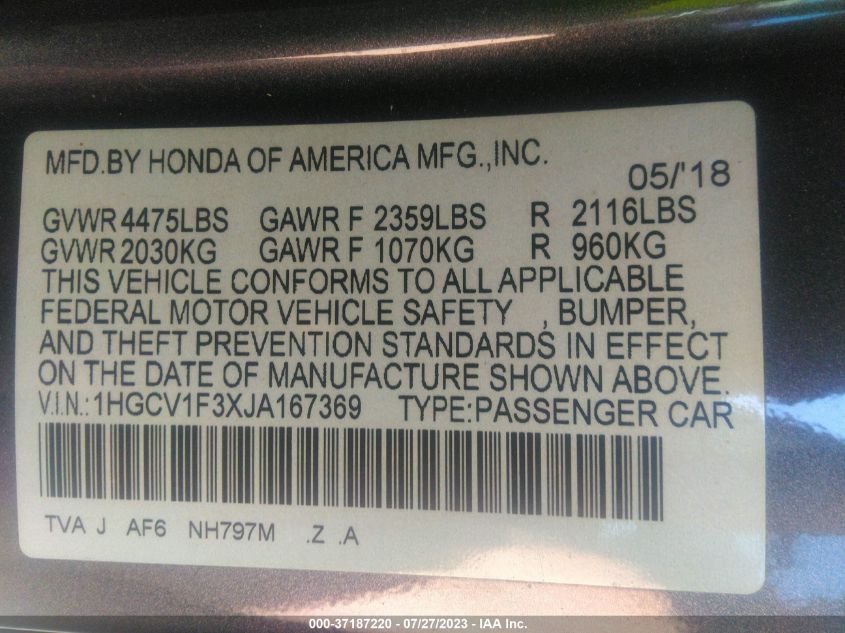 MFD.BY HONDA OF AMERICA MFG.,INC.
05/'18
GVWR 4475LBS GAWR F 2359LBS R 2116LBS
GVWR 2030KG GAWR F 1070KG R 960KG
THIS VEHICLE CONFORMS TO ALL APPLICABLE
FEDERAL MOTOR VEHICLE SAFETY , BUMPER,
AND THEFT PREVENTION STANDARDS IN EFFECT
ON THE DATE OF MANUFACTURE SHOWN ABOVE.
V.I.N.:1HGCV1F3XJA167369 TYPE:PASSENGER CAR
TVA J AF6 NH797M .Z .A
000-37187220 - 07/27/2023 - IAA Inc.